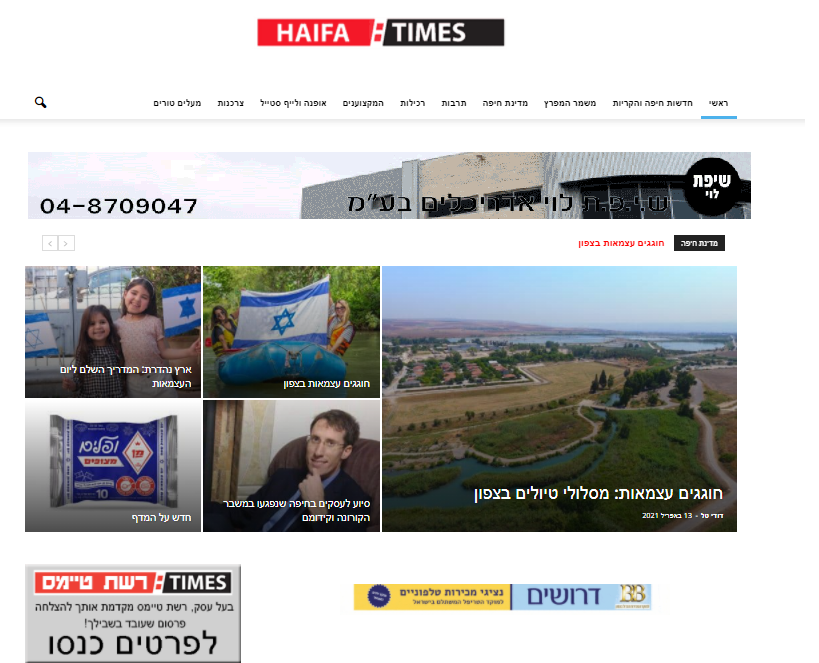 HAIFA TIMES
ראשי
חדשות חיפה והקריות
משמר המפרץ
מדינת חיפה
תרבות
רכילות
המקצוענים
אופנה ולייף סטייל
צרכנות
מעלים טורים
שיפת
לוי
ש.י.פ.ת לוי אדריכלים בע"מ
04-8709047
מדינת חיפה
חוגגים עצמאות בצפון
חוגגים עצמאות: מסלולי טיולים בצפון
דודי טל - 13 באפריל 2021
חוגגים עצמאות בצפון
ארץ נהדרת: המדריך השלם ליום
העצמאות
סיוע לעסקים בחיפה שנפגעו במשבר
הקורונה וקידומם
ופלים
מצופים
10
חדש על המדף
דרושים
נציגי מכירות טלפוניים
רשת טיימס TIMES
בעל עסק, רשת טיימס מקדמת אותך להצלחה
פרסום שעובד בשבילך!
לפרטים כנסו